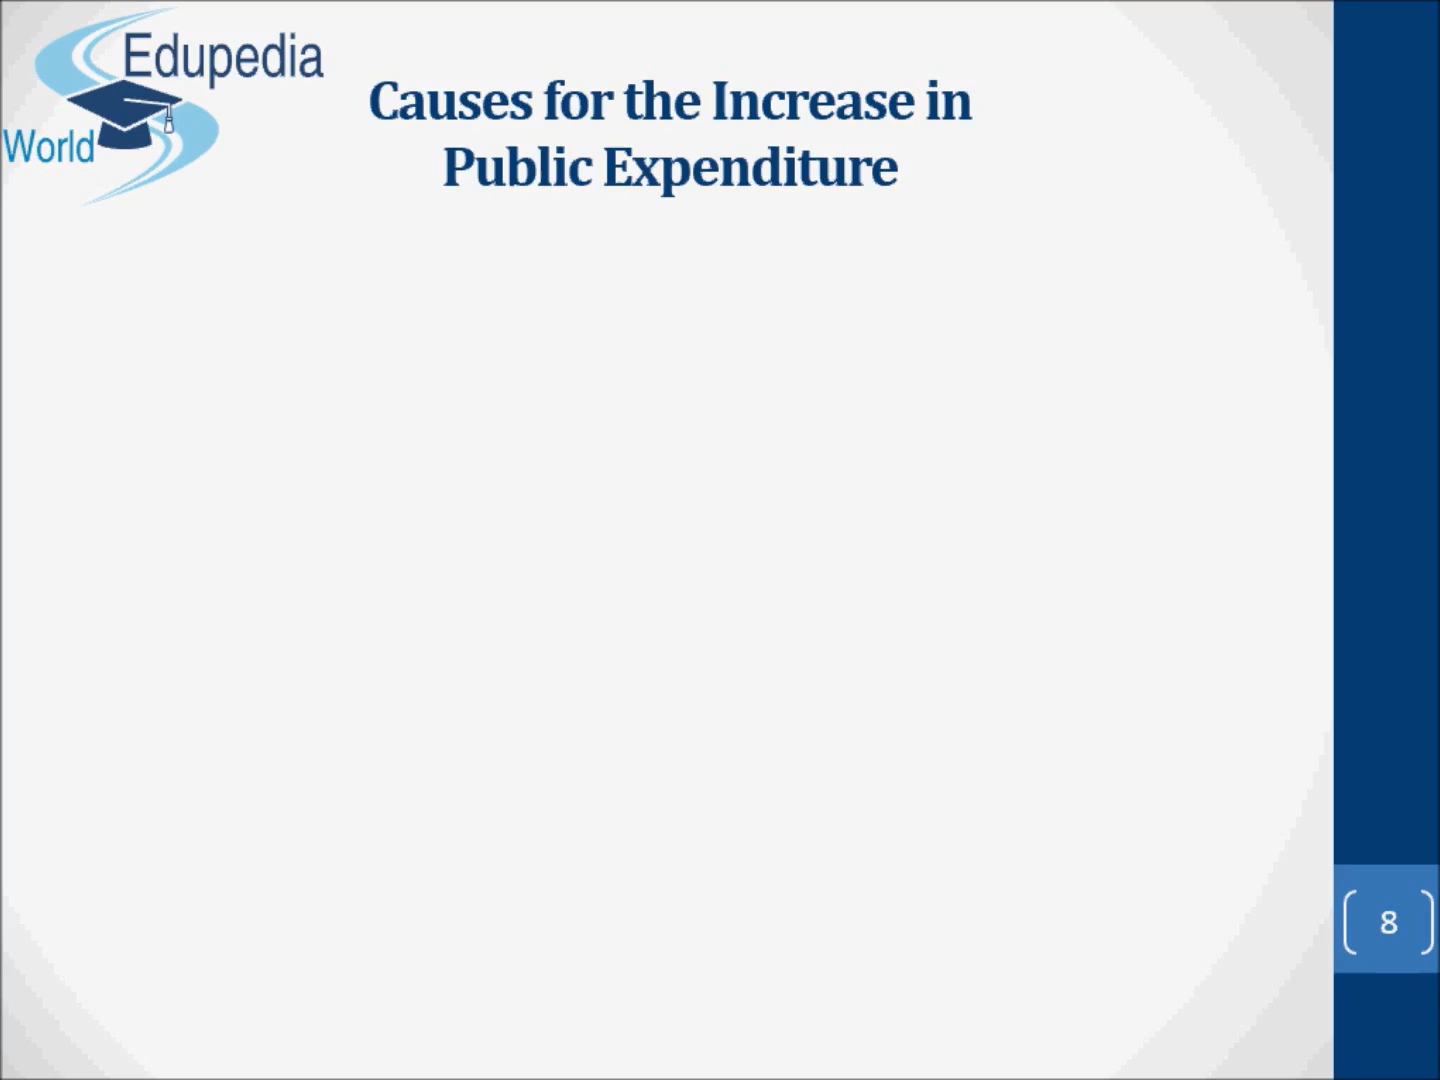 Edupedia
World
Causes for the Increase in
Public Expenditure
8